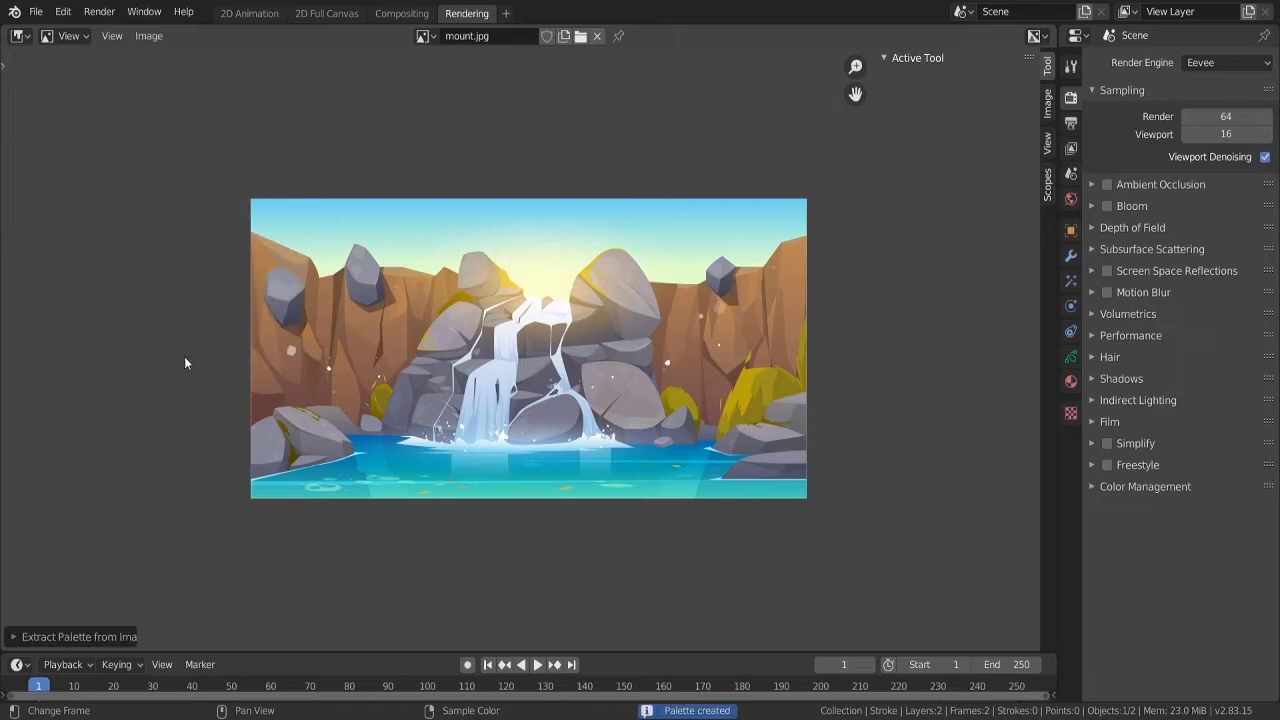 File Edit Render Window Help 2D Animation 2D Full Canvas Compositing Rendering + Scene View Layer
View View Image mount.jpg Scene
Active Tool
Tool
Image
View
Scopes
Render Engine Eevee
Sampling
Render 64
Viewport 16
Viewport Denoising
Ambient Occlusion
Bloom
Depth of Field
Subsurface Scattering
Screen Space Reflections
Motion Blur
Volumetrics
Performance
Hair
Shadows
Indirect Lighting
Film
Simplify
Freestyle
Color Management
Extract Palette from Ima
Playback Keying View Marker 1 Start 1 End 250
1 10 20 30 40 50 60 70 80 90 100 110 120 130 140 150 160 170 180 190 200 210 220 230 240 250
Change Frame Pan View Sample Color Palette created Collection | Stroke | Layers:2 | Frames:2 | Strokes:0 | Points:0 | Objects:1/2 | Mem: 23.0 MiB | v2.83.15